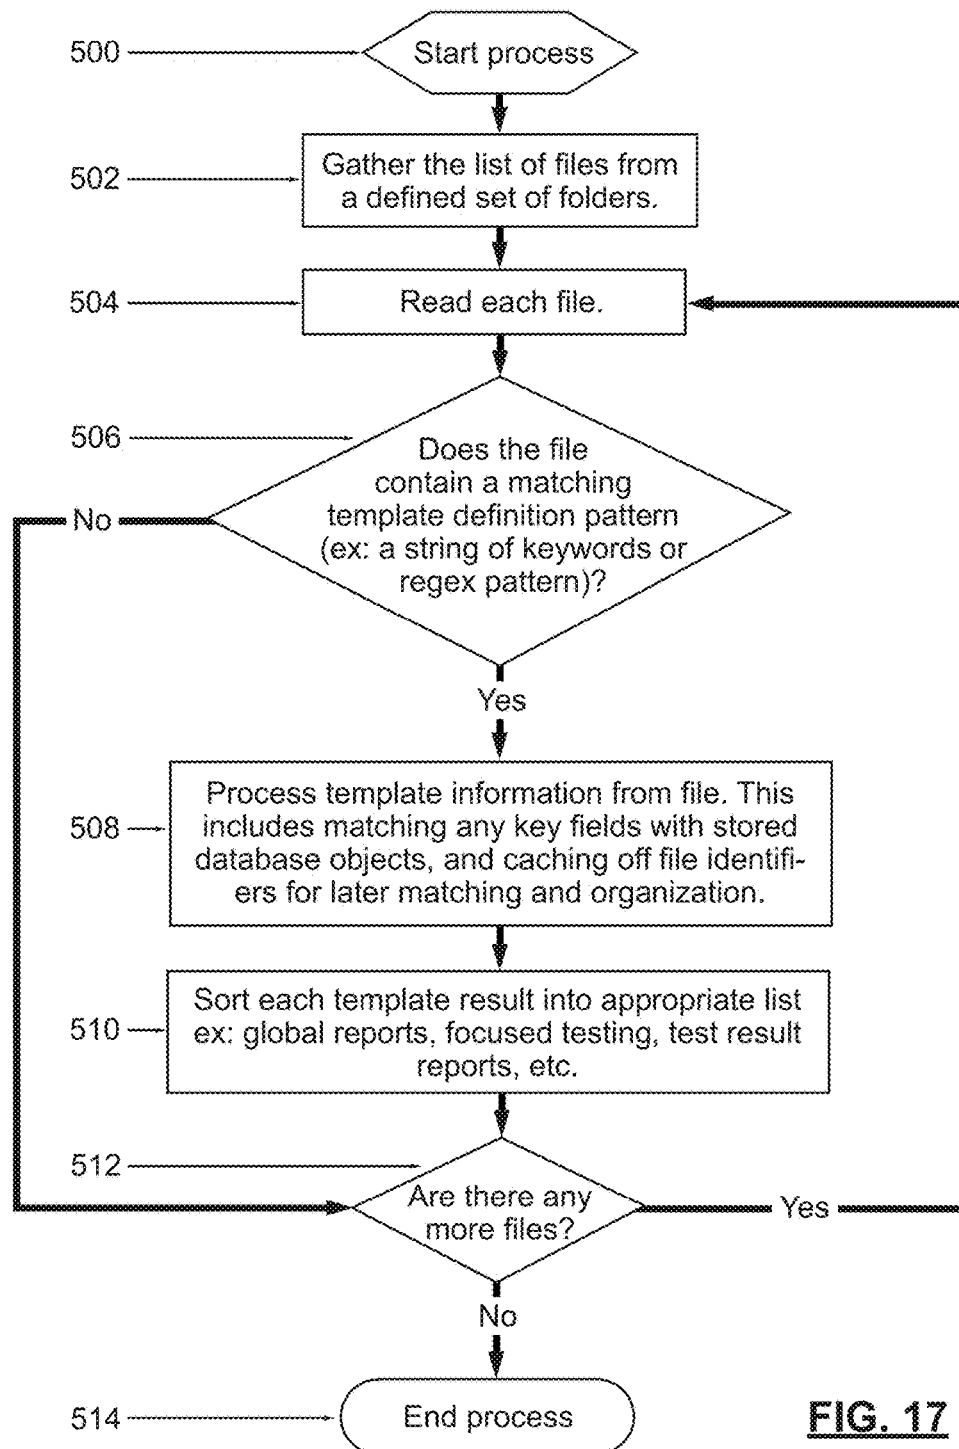 500
Start process
502
Gather the list of files from
a defined set of folders.
504
Read each file.
506
Does the file
contain a matching
template definition pattern
(ex: a string of keywords or
regex pattern)?
No
Yes
508
Process template information from file. This
includes matching any key fields with stored
database objects, and caching off file identifi-
ers for later matching and organization.
510
Sort each template result into appropriate list
ex: global reports, focused testing, test result
reports, etc.
512
Are there any
more files?
Yes
No
514
End process
FIG. 17